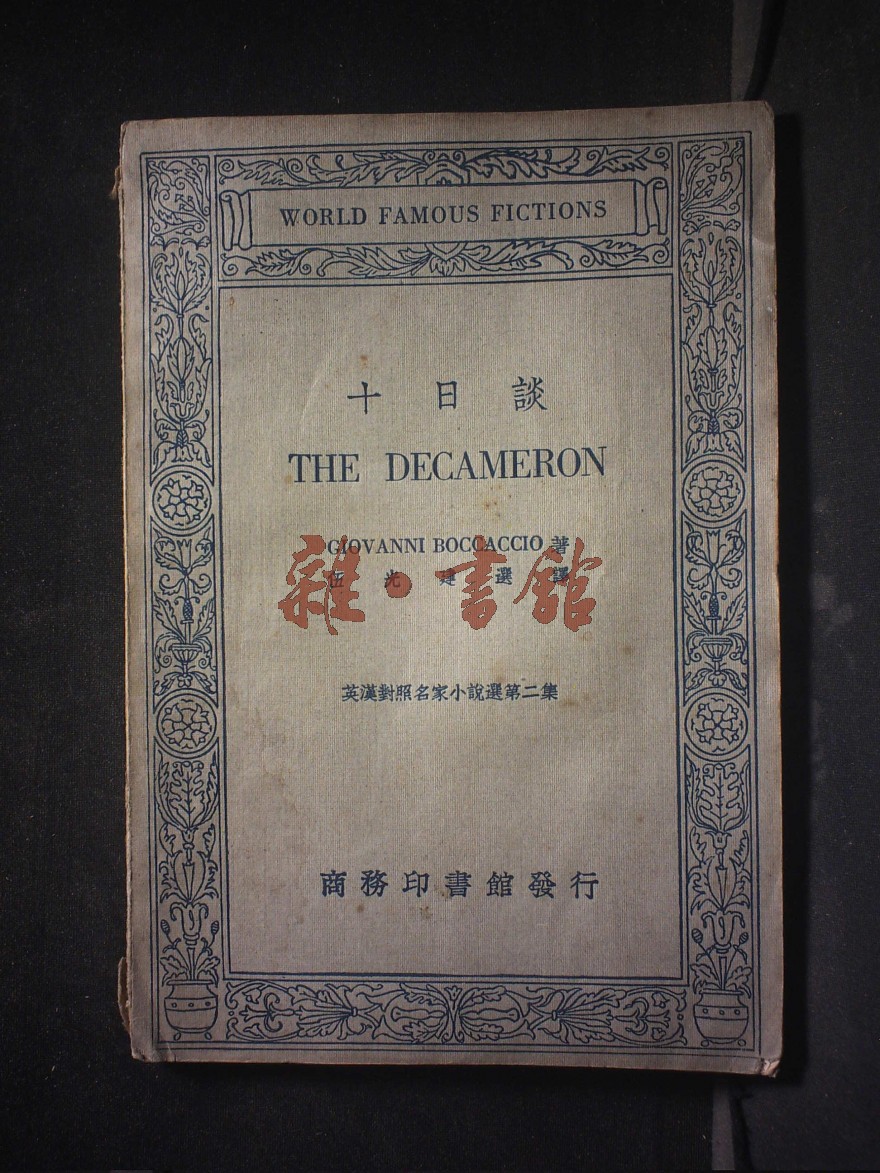 WORLD FAMOUS FICTIONS
十日談
THE DECAMERON
GIOVANNI BOCCACCIO 著
伍光建選譯
雜·書館
英漢對照名家小說選第二集
商務印書館發行